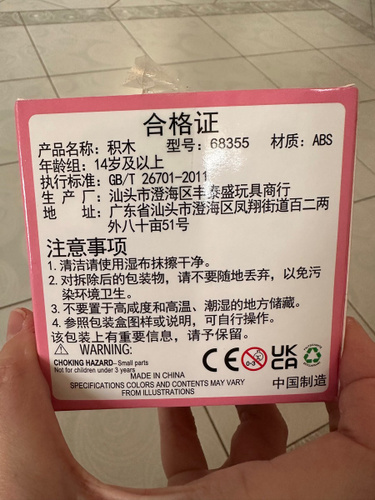 合格证
产品名称：积木 型号：68355 材质：ABS
年龄组：14岁及以上
执行标准：GB/T 26701-2011
生产厂：汕头市澄海区丰泰盛玩具商行
地址：广东省汕头市澄海区凤翔街道百二两
外八十亩51号
注意事项
1. 清洁请使用湿布抹擦干净。
2. 对拆除后的包装物，请不要随地丢弃，以免污
染环境卫生。
3. 不要置于高咸度和高温、潮湿的地方储藏。
4. 参照包装盒图样或说明，可自行广告。
该包装上有重要信息，请予保留。
WARNING:
CHOKING HAZARD- Small parts
Not for children under 3 years
MADE IN CHINA
SPECIFICATIONS COLORS AND CONTENTS MAY VARY
FROM ILLUSTRATIONS
CE
0-3
UK
CA
中国制造